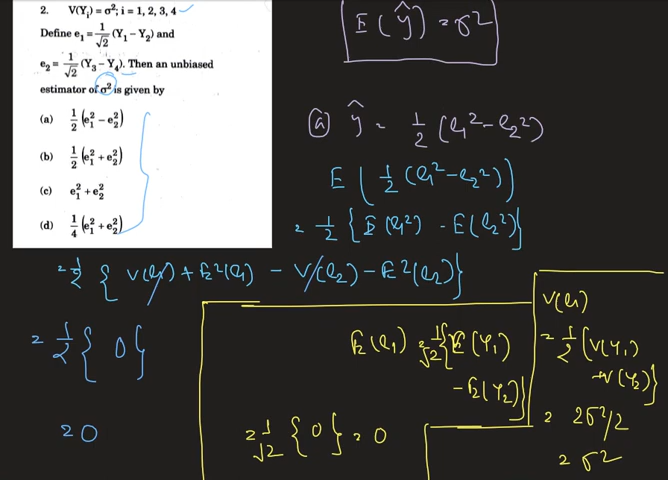 2. V(Yᵢ) = σ²; i = 1, 2, 3, 4
Define e₁ = 1/√2 (Y₁ − Y₂) and
e₂ = 1/√2 (Y₃ − Y₄). Then an unbiased
estimator of σ² is given by
(a) 1/2 (e₁² − e₂²)
(b) 1/2 (e₁² + e₂²)
(c) e₁² + e₂²
(d) 1/4 (e₁² + e₂²)
E(ŷ) = σ²
(a) ŷ = 1/2 (e₁² − e₂²)
E(1/2 (e₁² − e₂²))
= 1/2 {E(e₁²) − E(e₂²)}
= 1/2 {V(e₁) + E²(e₁) − V(e₂) − E²(e₂)}
= 1/2 {0}
= 0
E(e₁) = 1/√2 {E(Y₁)
− E(Y₂)}
= 1/√2 {0} = 0
V(e₁)
= 1/2 {V(Y₁)
+V(Y₂)}
= 2σ²/2
= σ²